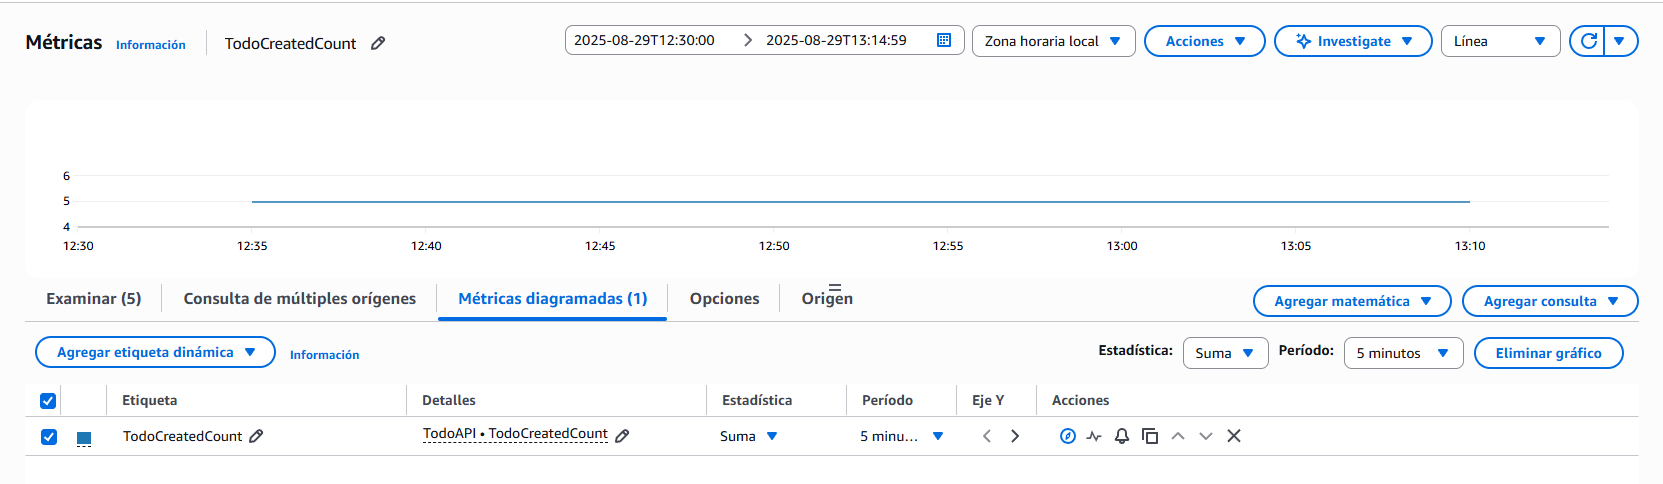 Métricas Información TodoCreatedCount 2025-08-29T12:30:00 2025-08-29T13:14:59 Zona horaria local Acciones Investigate Línea
6
5
4
12:30 12:35 12:40 12:45 12:50 12:55 13:00 13:05 13:10
Examinar (5) Consulta de múltiples orígenes Métricas diagramadas (1) Opciones Origen Agregar matemática Agregar consulta
Agregar etiqueta dinámica Información Estadística: Suma Período: 5 minutos Eliminar gráfico
Etiqueta Detalles Estadística Período Eje Y Acciones
TodoCreatedCount TodoAPI • TodoCreatedCount Suma 5 minu...